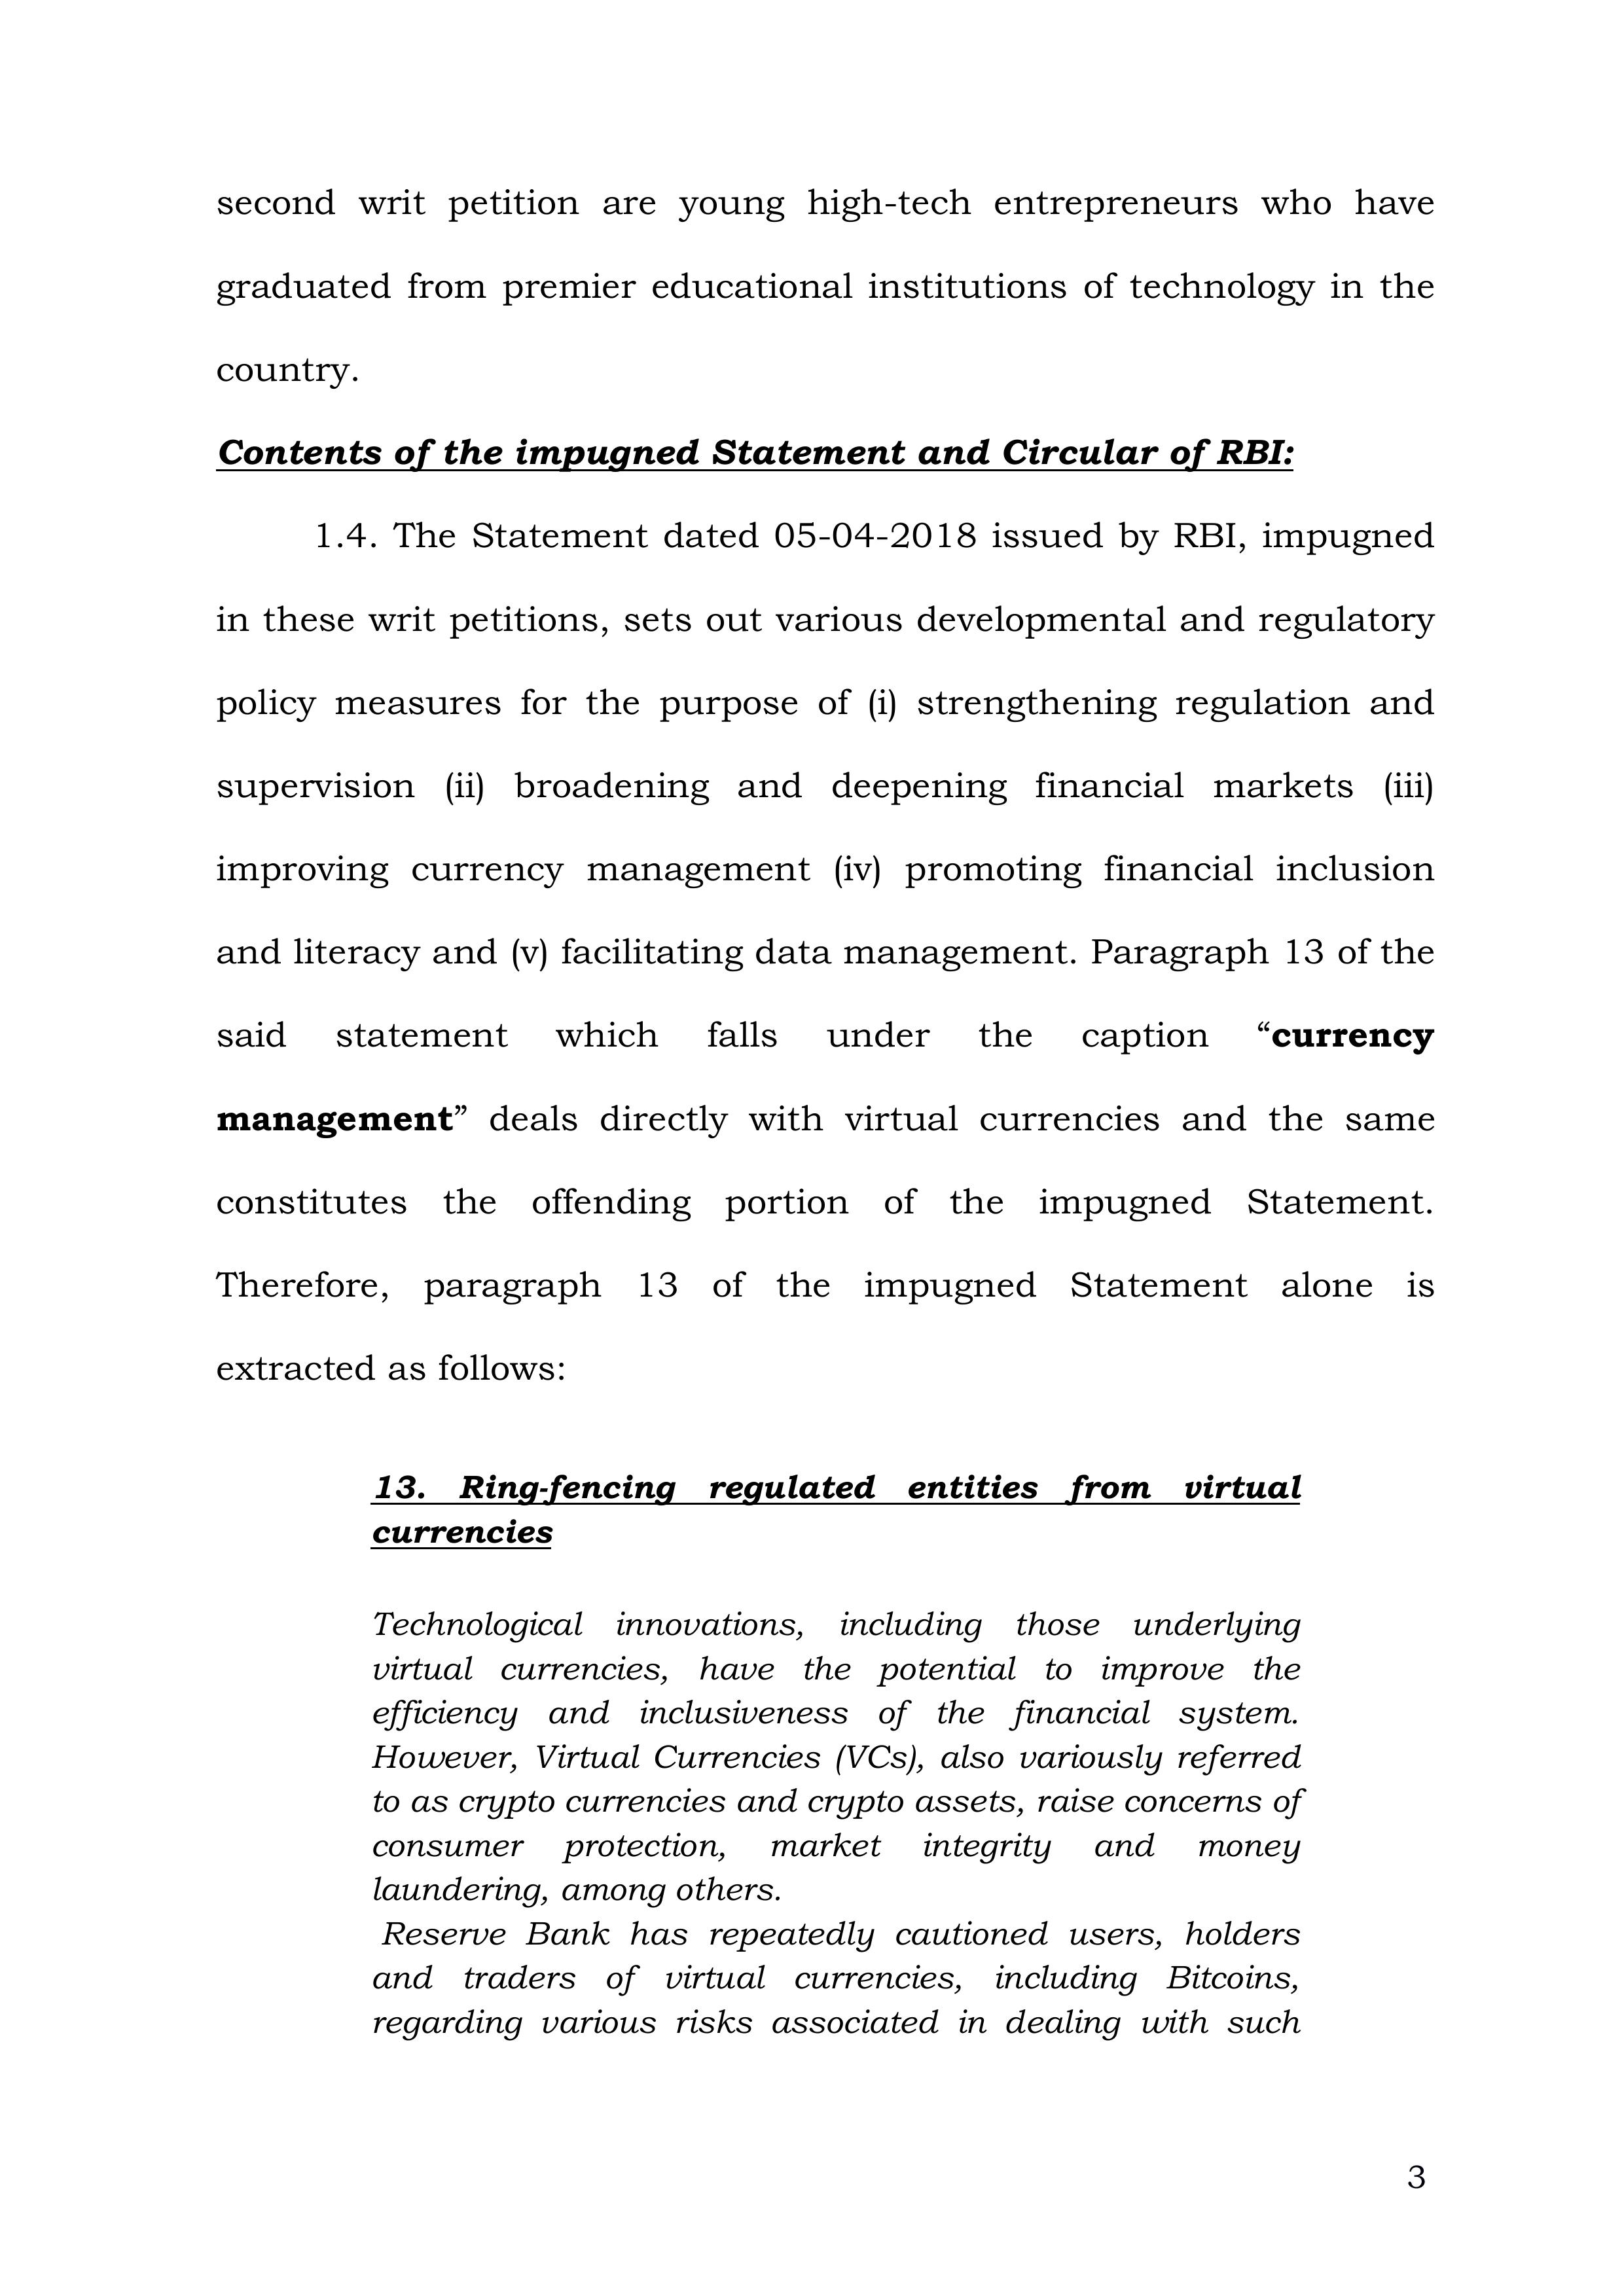 second writ petition are young high-tech entrepreneurs who have
graduated from premier educational institutions of technology in the
country.
Contents of the impugned Statement and Circular of RBI:
1.4. The Statement dated 05-04-2018 issued by RBI, impugned
in these writ petitions, sets out various developmental and regulatory
policy measures for the purpose of (i) strengthening regulation and
supervision (ii) broadening and deepening financial markets (iii)
improving currency management (iv) promoting financial inclusion
and literacy and (v) facilitating data management. Paragraph 13 of the
said statement which falls under the caption “currency
management” deals directly with virtual currencies and the same
constitutes the offending portion of the impugned Statement.
Therefore, paragraph 13 of the impugned Statement alone is
extracted as follows:
13. Ring-fencing regulated entities from virtual
currencies
Technological innovations, including those underlying
virtual currencies, have the potential to improve the
efficiency and inclusiveness of the financial system.
However, Virtual Currencies (VCs), also variously referred
to as crypto currencies and crypto assets, raise concerns of
consumer protection, market integrity and money
laundering, among others.
Reserve Bank has repeatedly cautioned users, holders
and traders of virtual currencies, including Bitcoins,
regarding various risks associated in dealing with such
3